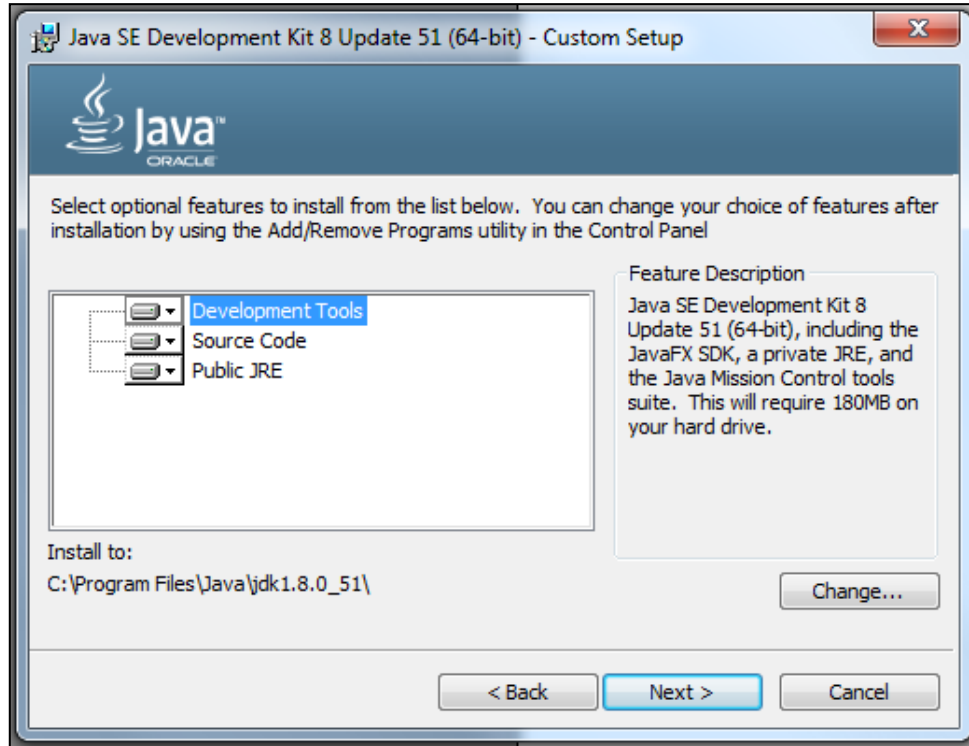 Java SE Development Kit 8 Update 51 (64-bit) - Custom Setup
Java™
ORACLE
Select optional features to install from the list below.  You can change your choice of features after
installation by using the Add/Remove Programs utility in the Control Panel
Development Tools
Source Code
Public JRE
Feature Description
Java SE Development Kit 8
Update 51 (64-bit), including the
JavaFX SDK, a private JRE, and
the Java Mission Control tools
suite.  This will require 180MB on
your hard drive.
Install to:
C:\Program Files\Java\jdk1.8.0_51\
Change...
< Back
Next >
Cancel